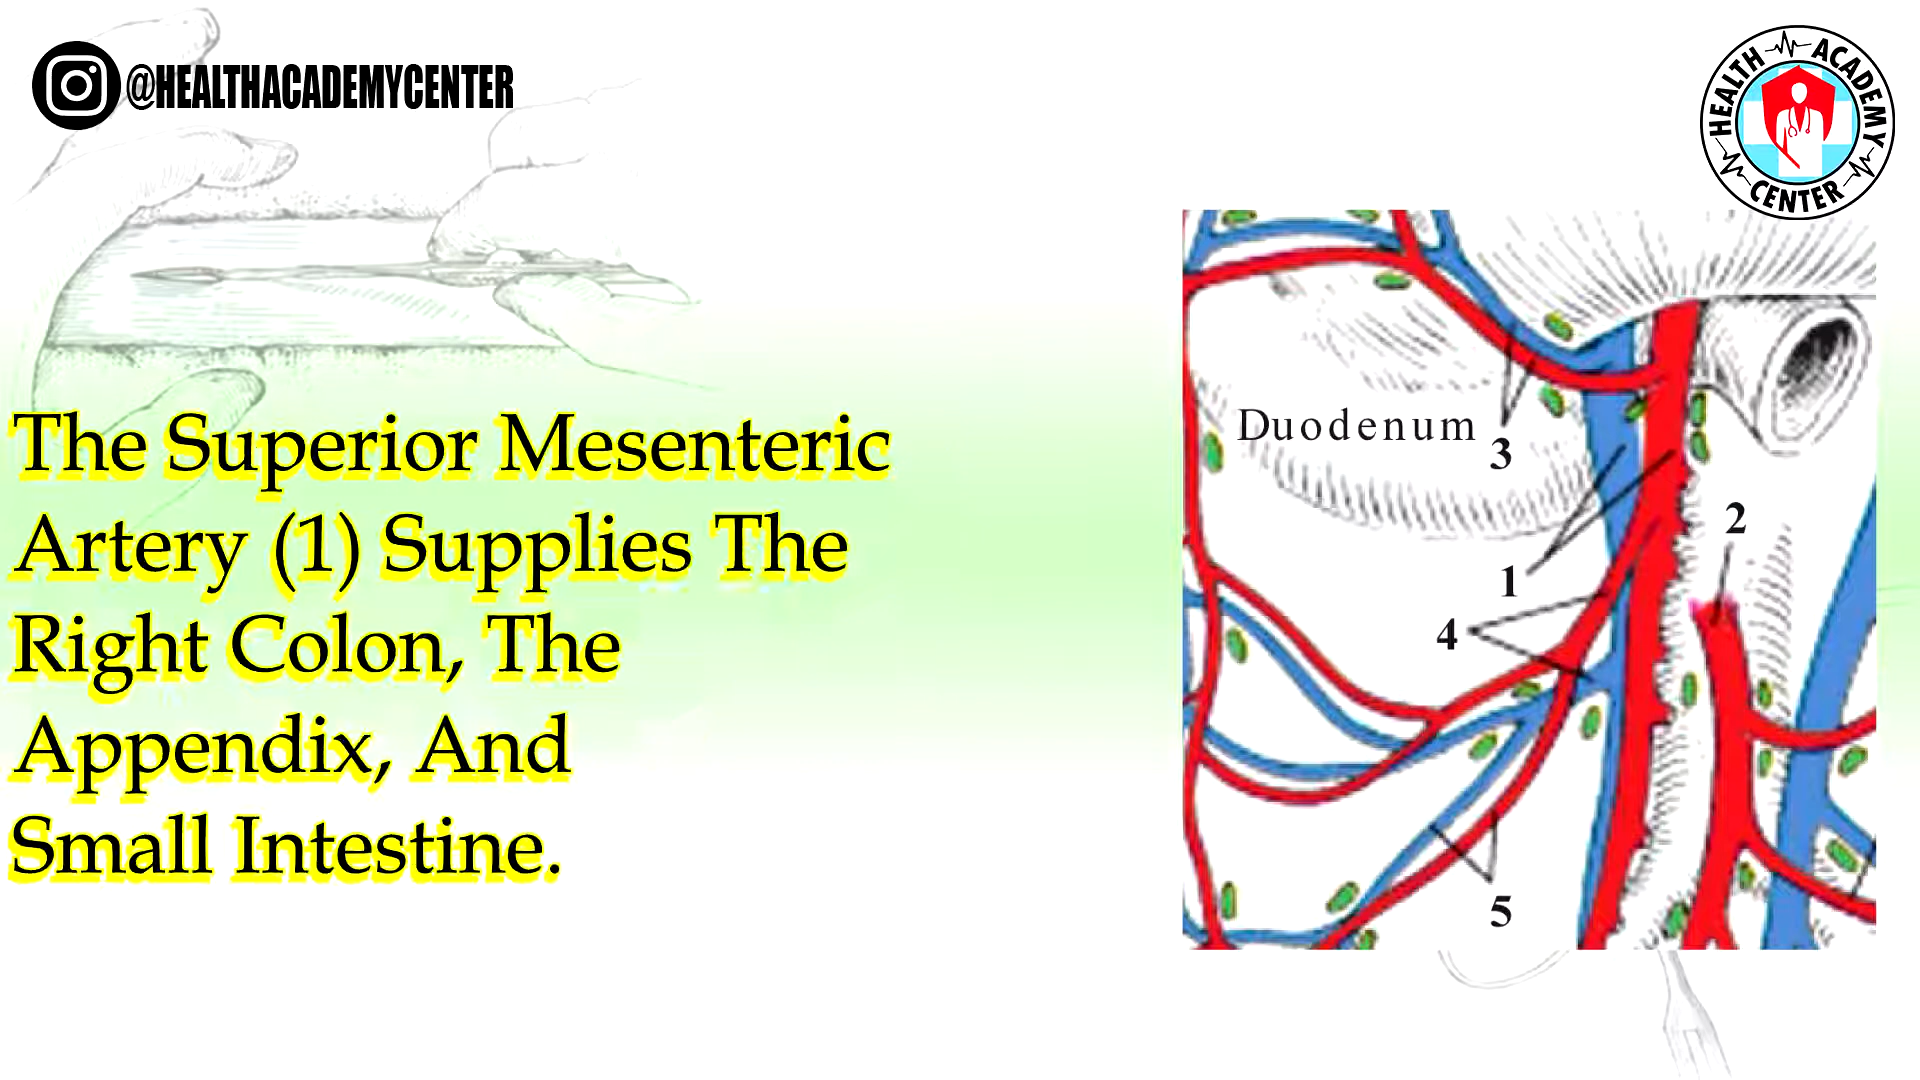 @HEALTHACADEMYCENTER
HEALTH ACADEMY
CENTER
The Superior Mesenteric
Artery (1) Supplies The
Right Colon, The
Appendix, And
Small Intestine.
Duodenum
3
2
1
4
5